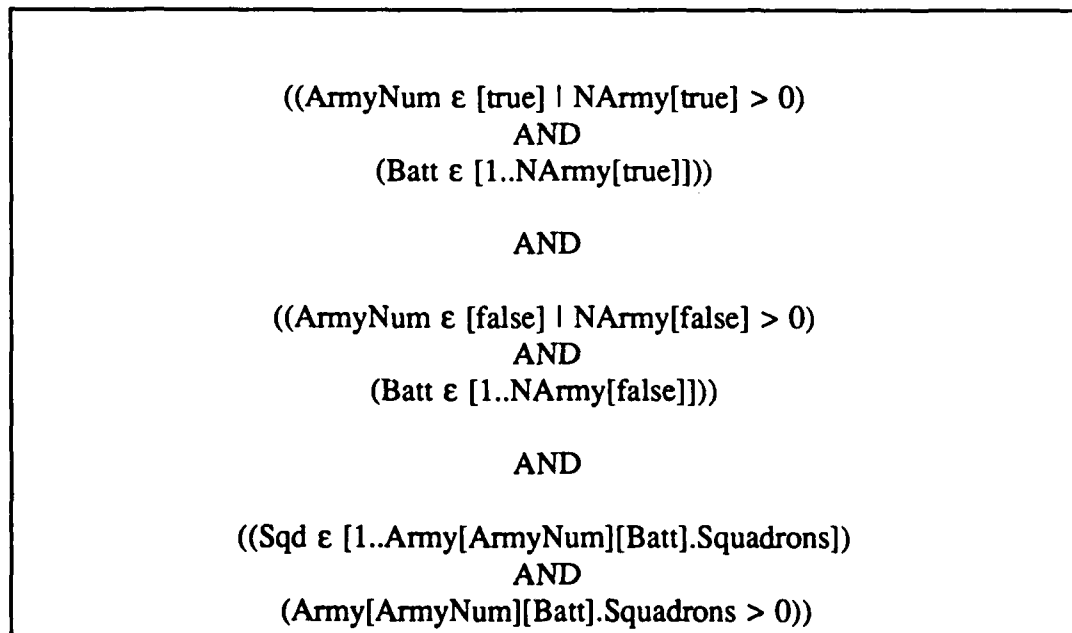 ((ArmyNum ε [true] | NArmy[true] > 0)
AND
(Batt ε [1..NArmy[true]]))
AND
((ArmyNum ε [false] | NArmy[false] > 0)
AND
(Batt ε [1..NArmy[false]]))
AND
((Sqd ε [1..Army[ArmyNum][Batt].Squadrons])
AND
(Army[ArmyNum][Batt].Squadrons > 0))